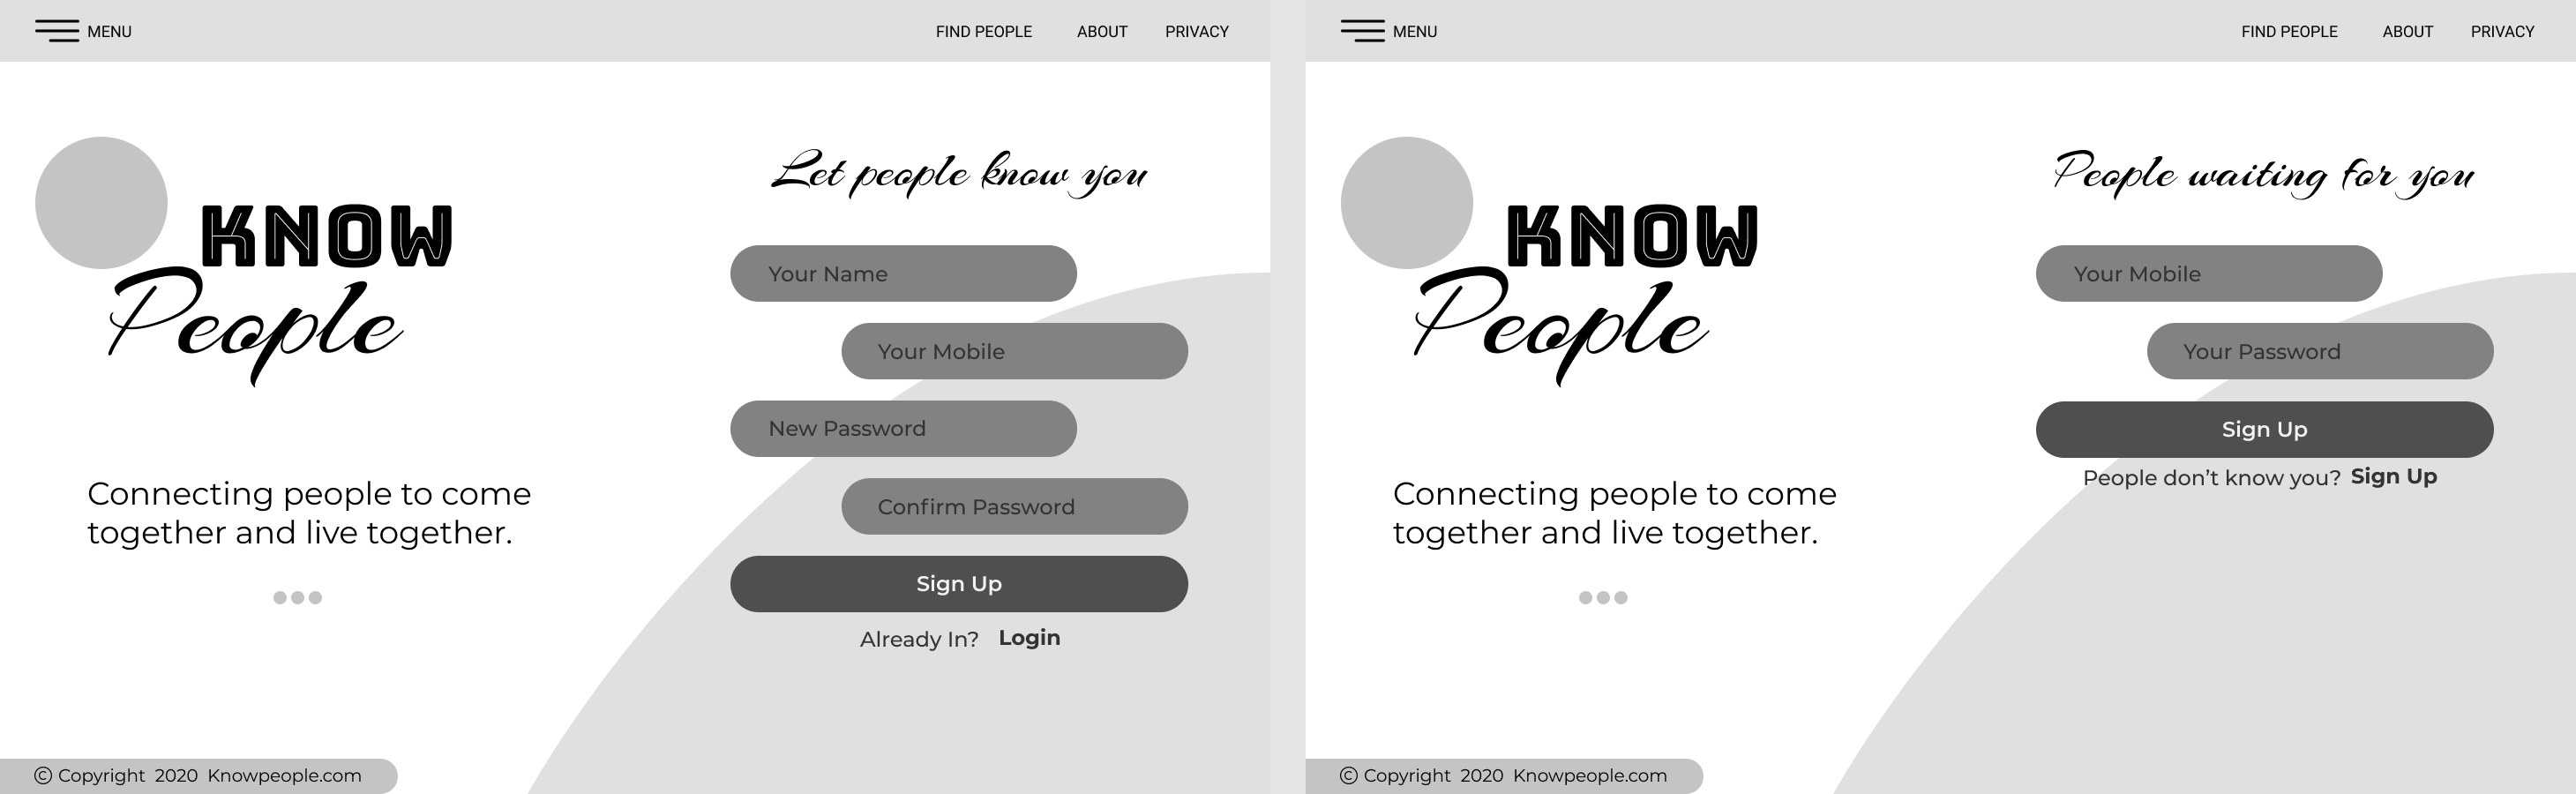 MENU
FIND PEOPLE ABOUT PRIVACY
KNOW
People
Connecting people to come
together and live together.
Let people know you
Your Name
Your Mobile
New Password
Confirm Password
Sign Up
Already In? Login
© Copyright 2020 Knowpeople.com
MENU
FIND PEOPLE ABOUT PRIVACY
KNOW
People
Connecting people to come
together and live together.
People waiting for you
Your Mobile
Your Password
Sign Up
People don’t know you? Sign Up
© Copyright 2020 Knowpeople.com